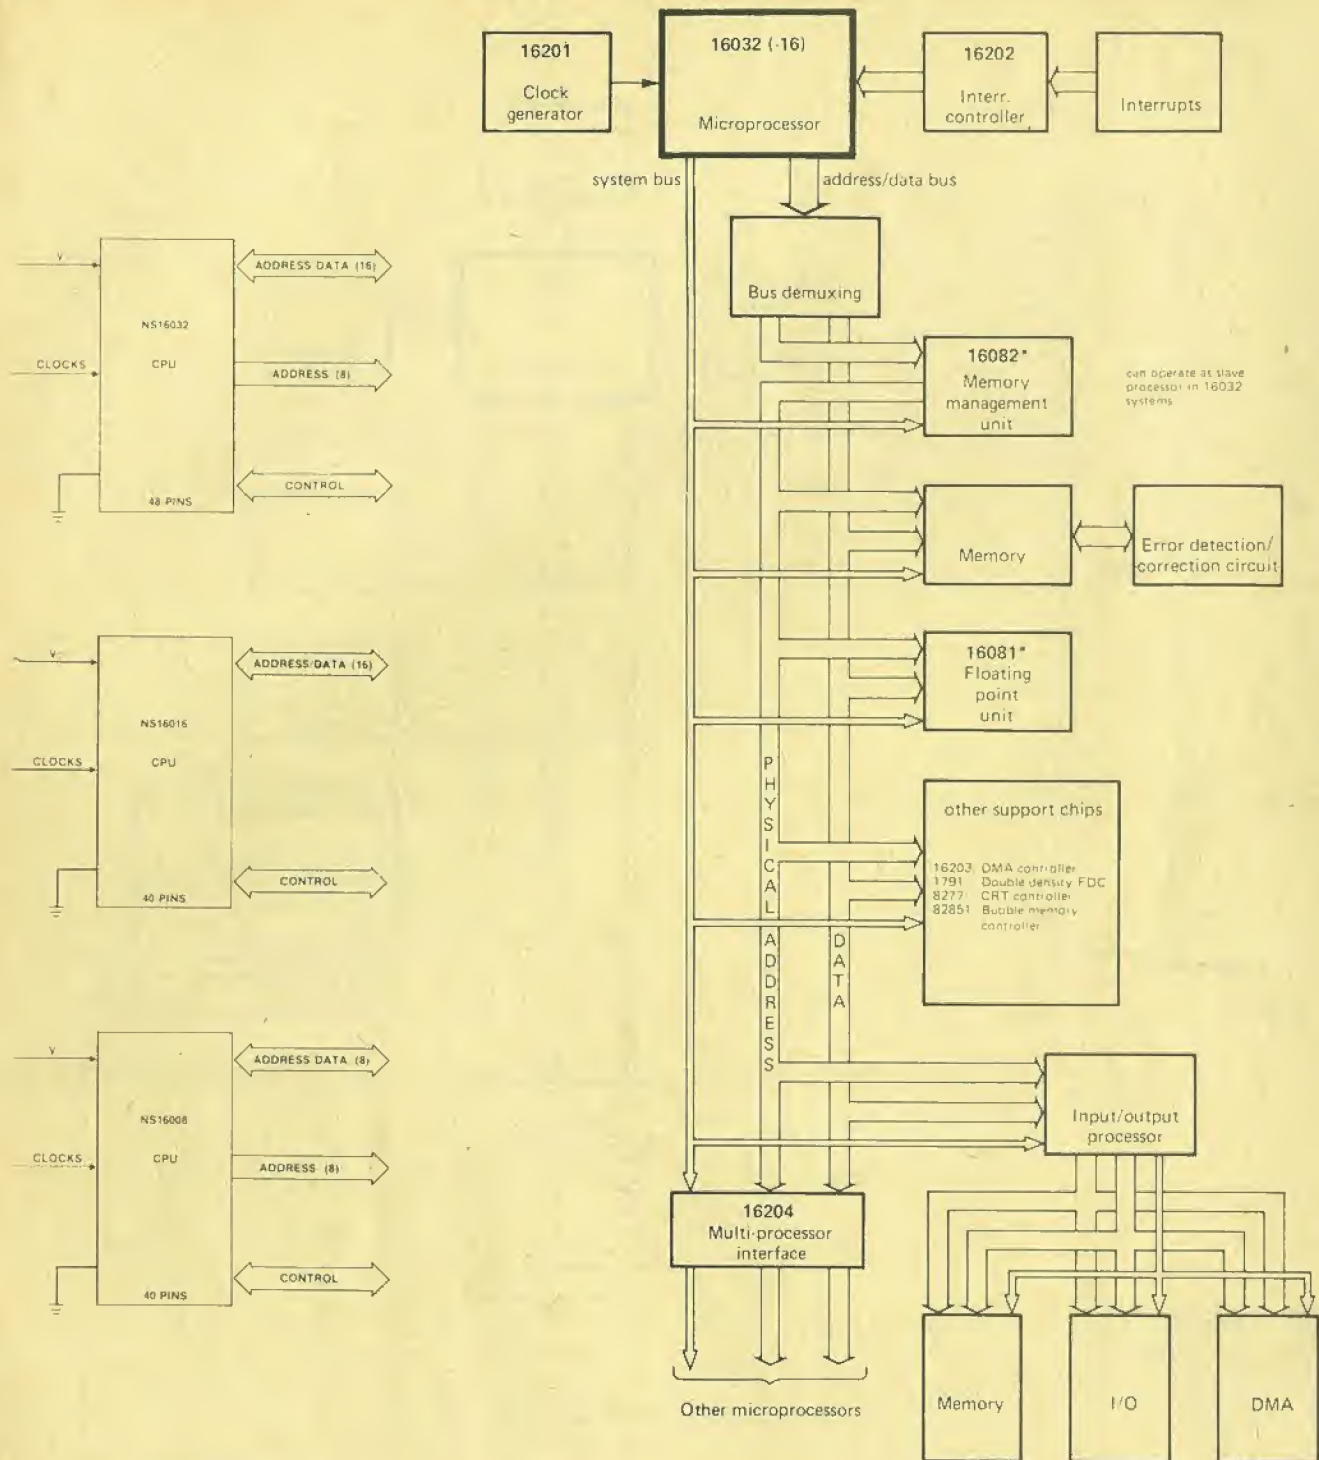 16201
Clock
generator
16032 (-16)
Microprocessor
16202
Interr.
controller
Interrupts
system bus
address/data bus
Bus demuxing
16082*
Memory
management
unit
can operate as slave
processor in 16032
systems
Memory
Error detection/
correction circuit
16081*
Floating
point
unit
other support chips
16203 DMA controller
1791 Double density FDC
8277 CRT controller
82851 Bubble memory
controller
PHYSICAL ADDRESS
DATA
Input/output
processor
16204
Multi-processor
interface
Other microprocessors
Memory
I/O
DMA
V
ADDRESS DATA (16)
NS16032
CLOCKS
CPU
ADDRESS (8)
CONTROL
48 PINS
V
ADDRESS/DATA (16)
NS16016
CLOCKS
CPU
CONTROL
40 PINS
V
ADDRESS DATA (8)
NS16008
CLOCKS
CPU
ADDRESS (8)
CONTROL
40 PINS